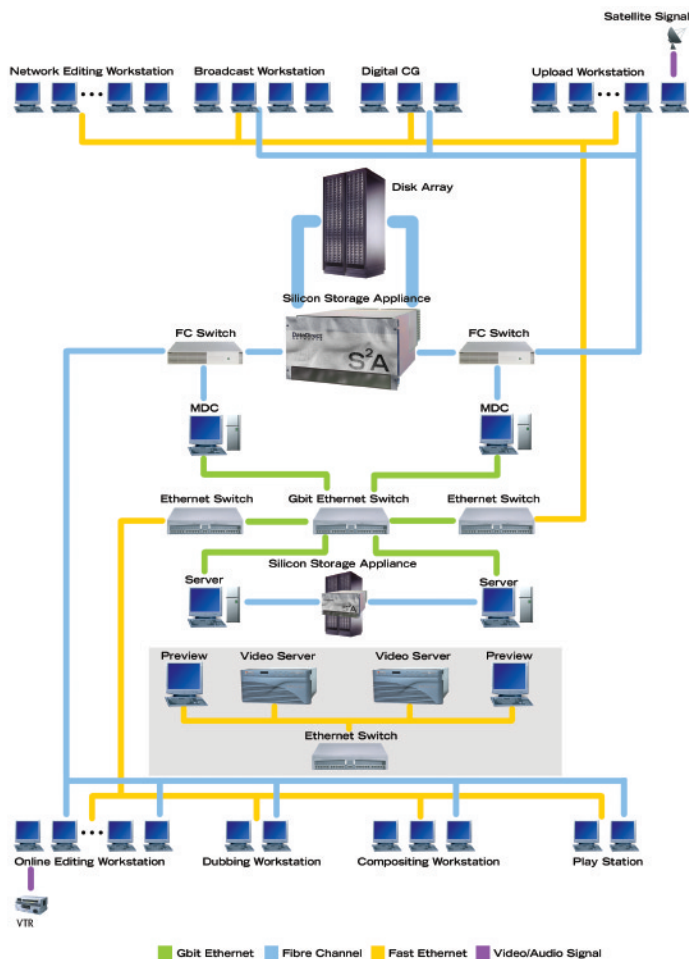 Satellite Signal
Network Editing Workstation
Broadcast Workstation
Digital CG
Upload Workstation
Disk Array
Silicon Storage Appliance
FC Switch
FC Switch
S2A
MDC
MDC
Ethernet Switch
Gbit Ethernet Switch
Ethernet Switch
Silicon Storage Appliance
Server
Server
S2A
Preview
Video Server
Video Server
Preview
Ethernet Switch
Online Editing Workstation
Dubbing Workstation
Compositing Workstation
Play Station
VTR
Gbit Ethernet
Fibre Channel
Fast Ethernet
Video/Audio Signal